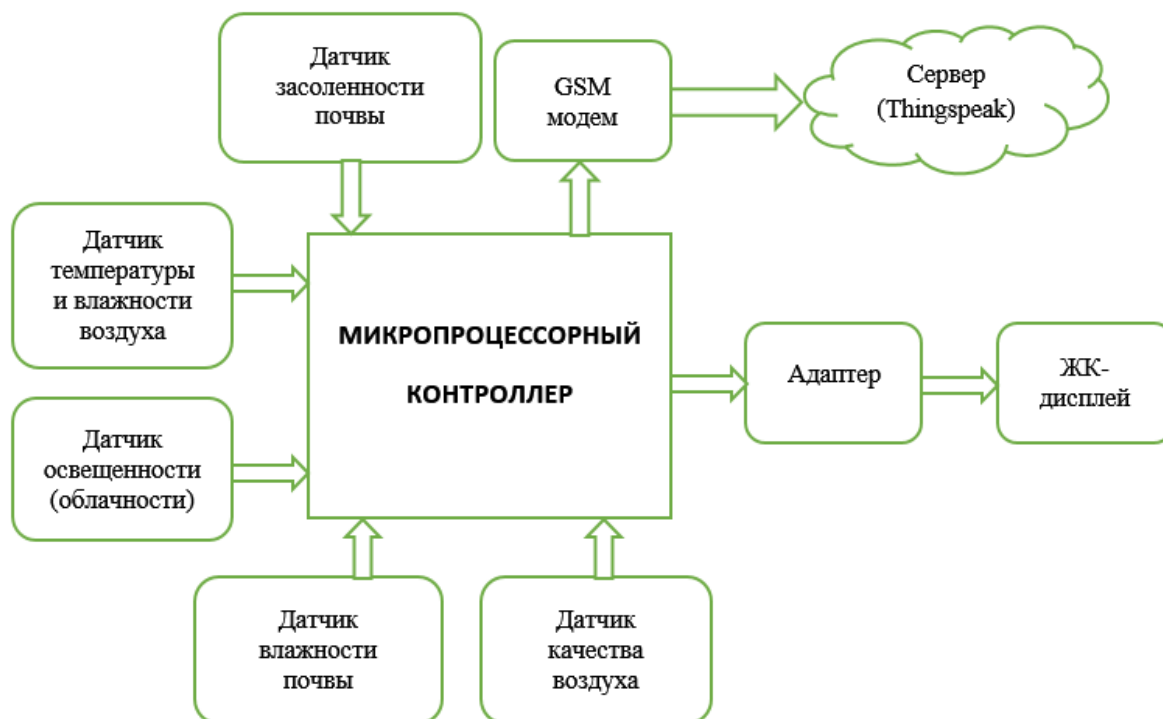 Датчик
засоленности
почвы
GSM
модем
Сервер
(Thingspeak)
Датчик
температуры
и влажности
воздуха
МИКРОПРОЦЕССОРНЫЙ
КОНТРОЛЛЕР
Адаптер
ЖК-
дисплей
Датчик
освещенности
(облачности)
Датчик
влажности
почвы
Датчик
качества
воздуха